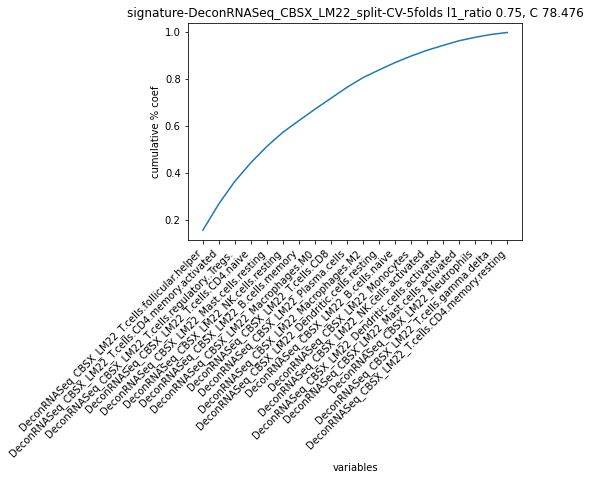 signature-DeconRNASeq_CBSX_LM22_split-CV-5folds l1_ratio 0.75, C 78.476
cumulative % coef
1.0
0.8
0.6
0.4
0.2
DeconRNASeq_CBSX_LM22_T.cells.follicular.helper
DeconRNASeq_CBSX_LM22_T.cells.CD4.memory.activated
DeconRNASeq_CBSX_LM22_T.cells.regulatory..Tregs.
DeconRNASeq_CBSX_LM22_T.cells.CD4.naive
DeconRNASeq_CBSX_LM22_Mast.cells.resting
DeconRNASeq_CBSX_LM22_NK.cells.resting
DeconRNASeq_CBSX_LM22_B.cells.memory
DeconRNASeq_CBSX_LM22_Macrophages.M0
DeconRNASeq_CBSX_LM22_T.cells.CD8
DeconRNASeq_CBSX_LM22_Plasma.cells
DeconRNASeq_CBSX_LM22_Macrophages.M2
DeconRNASeq_CBSX_LM22_Dendritic.cells.resting
DeconRNASeq_CBSX_LM22_B.cells.naive
DeconRNASeq_CBSX_LM22_Monocytes
DeconRNASeq_CBSX_LM22_NK.cells.activated
DeconRNASeq_CBSX_LM22_Dendritic.cells.activated
DeconRNASeq_CBSX_LM22_Mast.cells.activated
DeconRNASeq_CBSX_LM22_Neutrophils
DeconRNASeq_CBSX_LM22_T.cells.gamma.delta
DeconRNASeq_CBSX_LM22_T.cells.CD4.memory.resting
variables